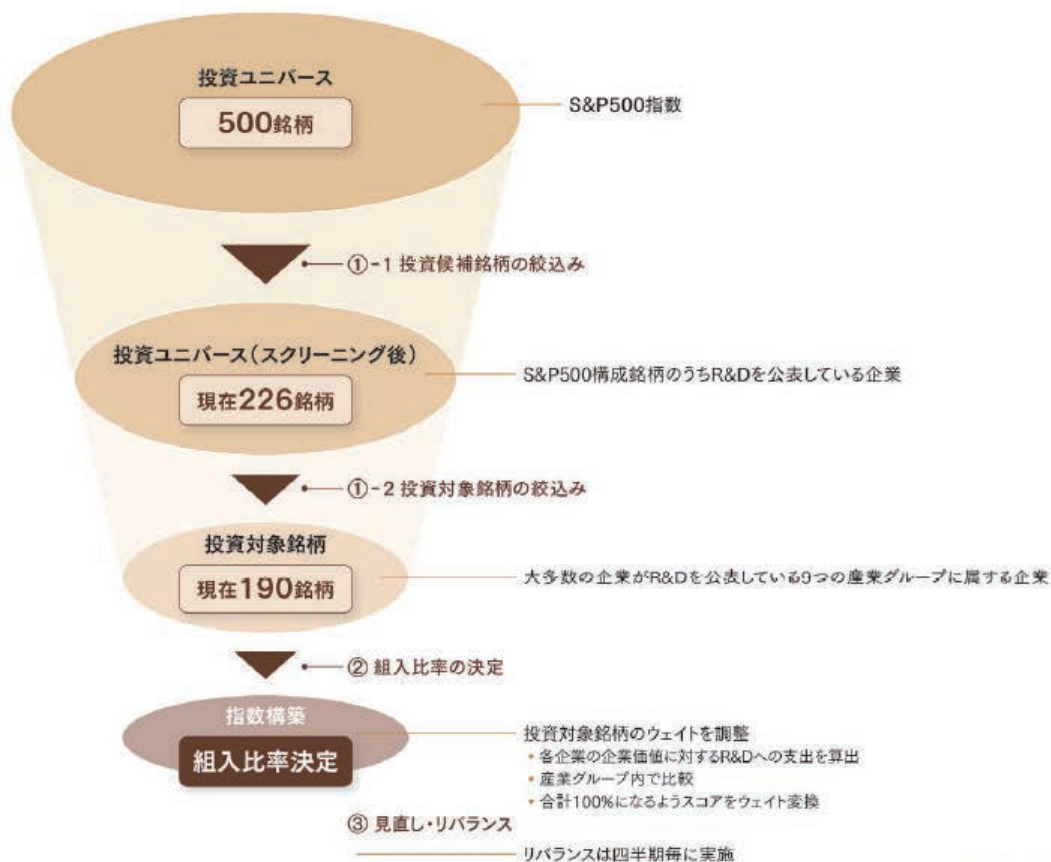 投資ユニバース
500銘柄
S&P500指数
①-1 投資候補銘柄の絞込み
投資ユニバース(スクリーニング後)
現在226銘柄
S&P500構成銘柄のうちR&Dを公表している企業
①-2 投資対象銘柄の絞込み
投資対象銘柄
現在190銘柄
大多数の企業がR&Dを公表している9つの産業グループに属する企業
② 組入比率の決定
指数構築
組入比率決定
投資対象銘柄のウェイトを調整
• 各企業の企業価値に対するR&Dへの支出を算出
• 産業グループ内で比較
• 合計100%になるようスコアをウェイト変換
③ 見直し・リバランス
リバランスは四半期毎に実施